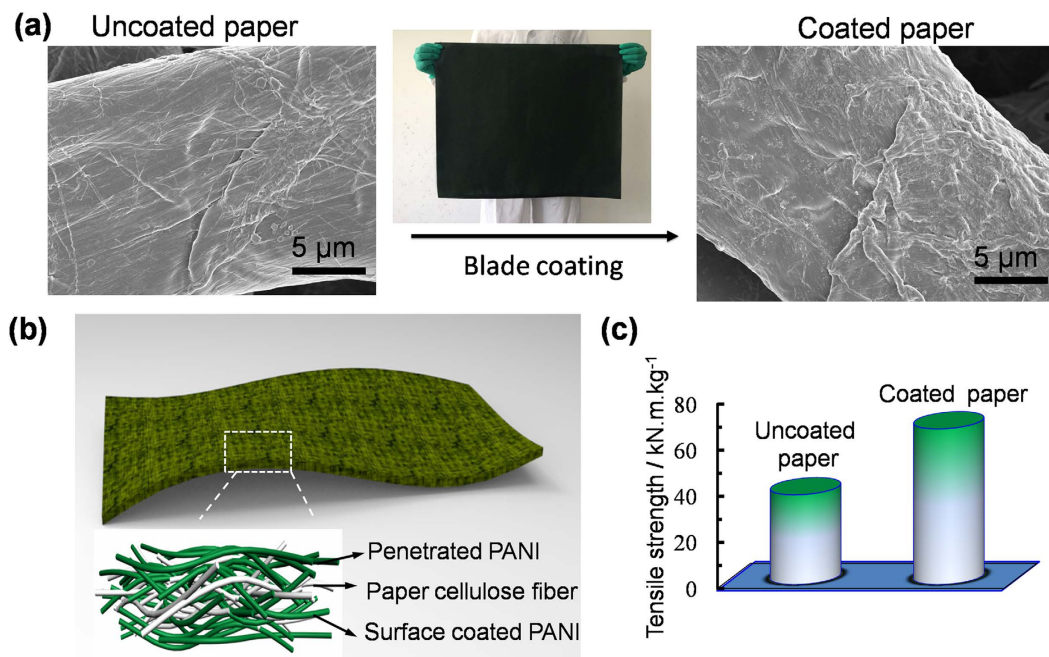 (a)
Uncoated paper
Coated paper
5 µm
Blade coating
5 µm
(b)
Penetrated PANI
Paper cellulose fiber
Surface coated PANI
(c)
Tensile strength / kN.m.kg⁻¹
80
60
40
20
0
Uncoated
paper
Coated paper